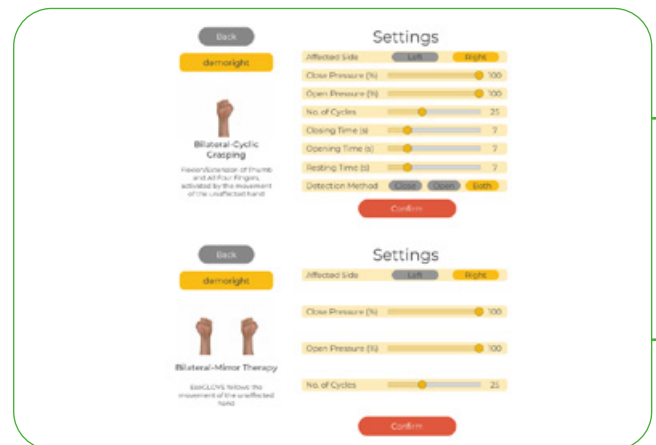 Back
Settings
demoright
Affected Side Left Right
Close Pressure (%) 100
Open Pressure (%) 100
No. of Cycles 25
Closing Time (s) 7
Bilateral-Cyclic
Grasping
Opening Time (s) 7
Flexion/Extension of Thumb
and All Four Fingers,
activated by the movement
of the unaffected hand
Resting Time (s) 7
Detection Method Close Open Both
Confirm
Back
Settings
demoright
Affected Side Left Right
Close Pressure (%) 100
Open Pressure (%) 100
Bilateral-Mirror Therapy
follows the
movement of the unaffected
hand
No. of Cycles 25
Confirm